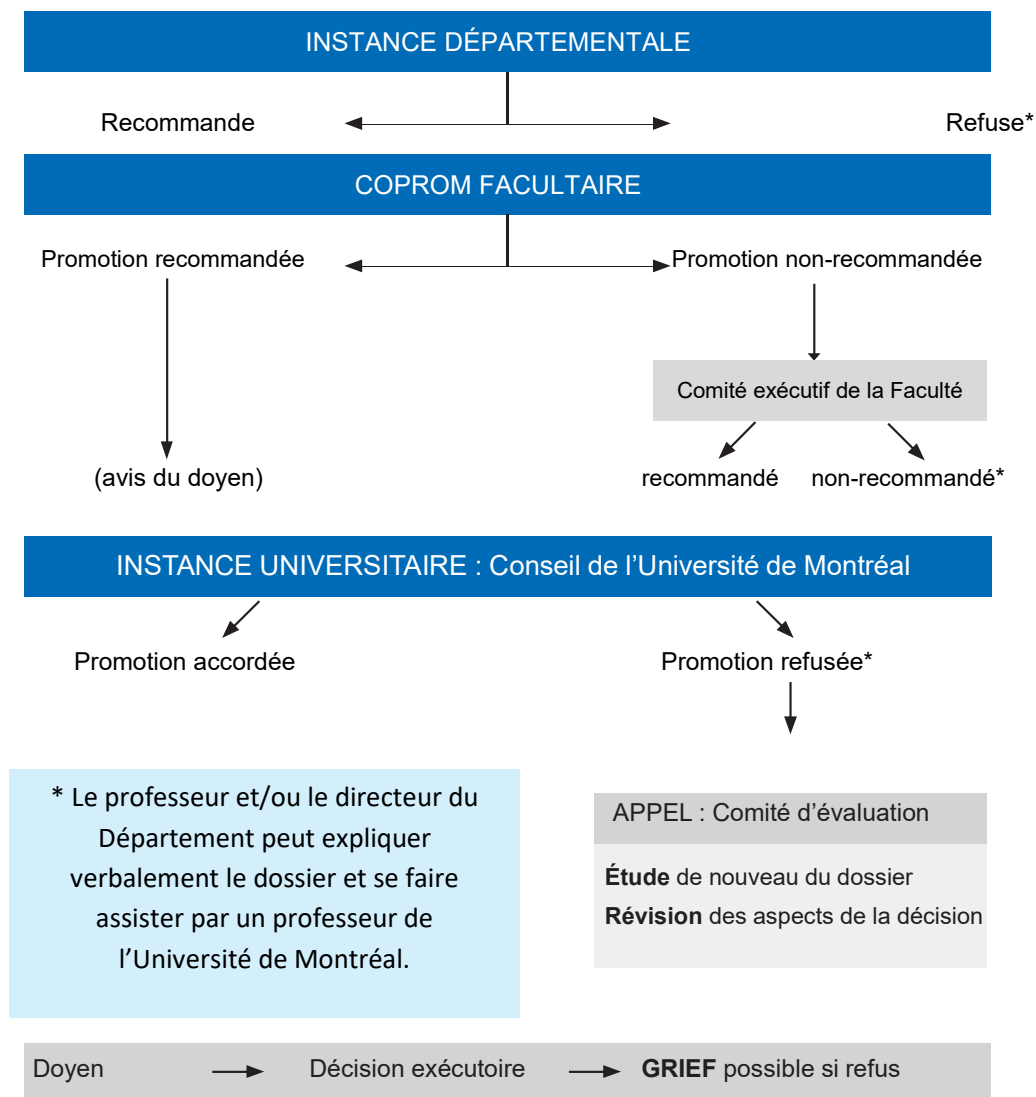 INSTANCE DÉPARTEMENTALE
Recommande
Refuse*
COPROM FACULTAIRE
Promotion recommandée
Promotion non-recommandée
Comité exécutif de la Faculté
(avis du doyen)
recommandé
non-recommandé*
INSTANCE UNIVERSITAIRE : Conseil de l’Université de Montréal
Promotion accordée
Promotion refusée*
* Le professeur et/ou le directeur du
Département peut expliquer
verbalement le dossier et se faire
assister par un professeur de
l’Université de Montréal.
APPEL : Comité d’évaluation
Étude de nouveau du dossier
Révision des aspects de la décision
Doyen
Décision exécutoire
GRIEF possible si refus